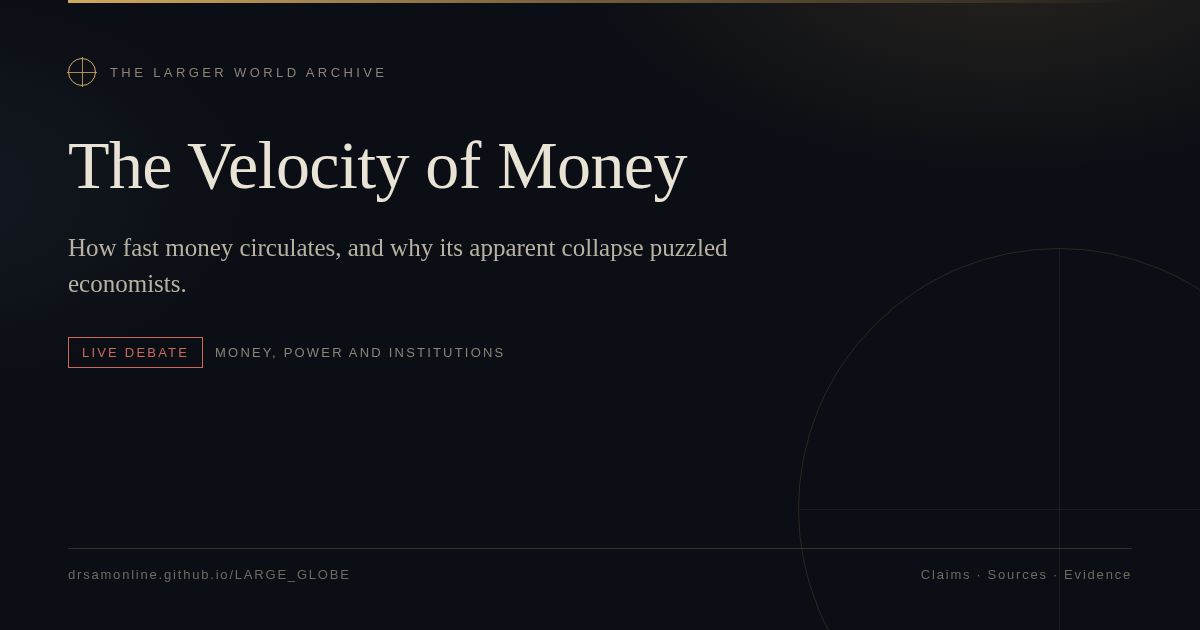 THE LARGER WORLD ARCHIVE
The Velocity of Money
How fast money circulates, and why its apparent collapse puzzled
economists.
LIVE DEBATE
MONEY, POWER AND INSTITUTIONS
drsamonline.github.io/LARGE_GLOBE
Claims · Sources · Evidence